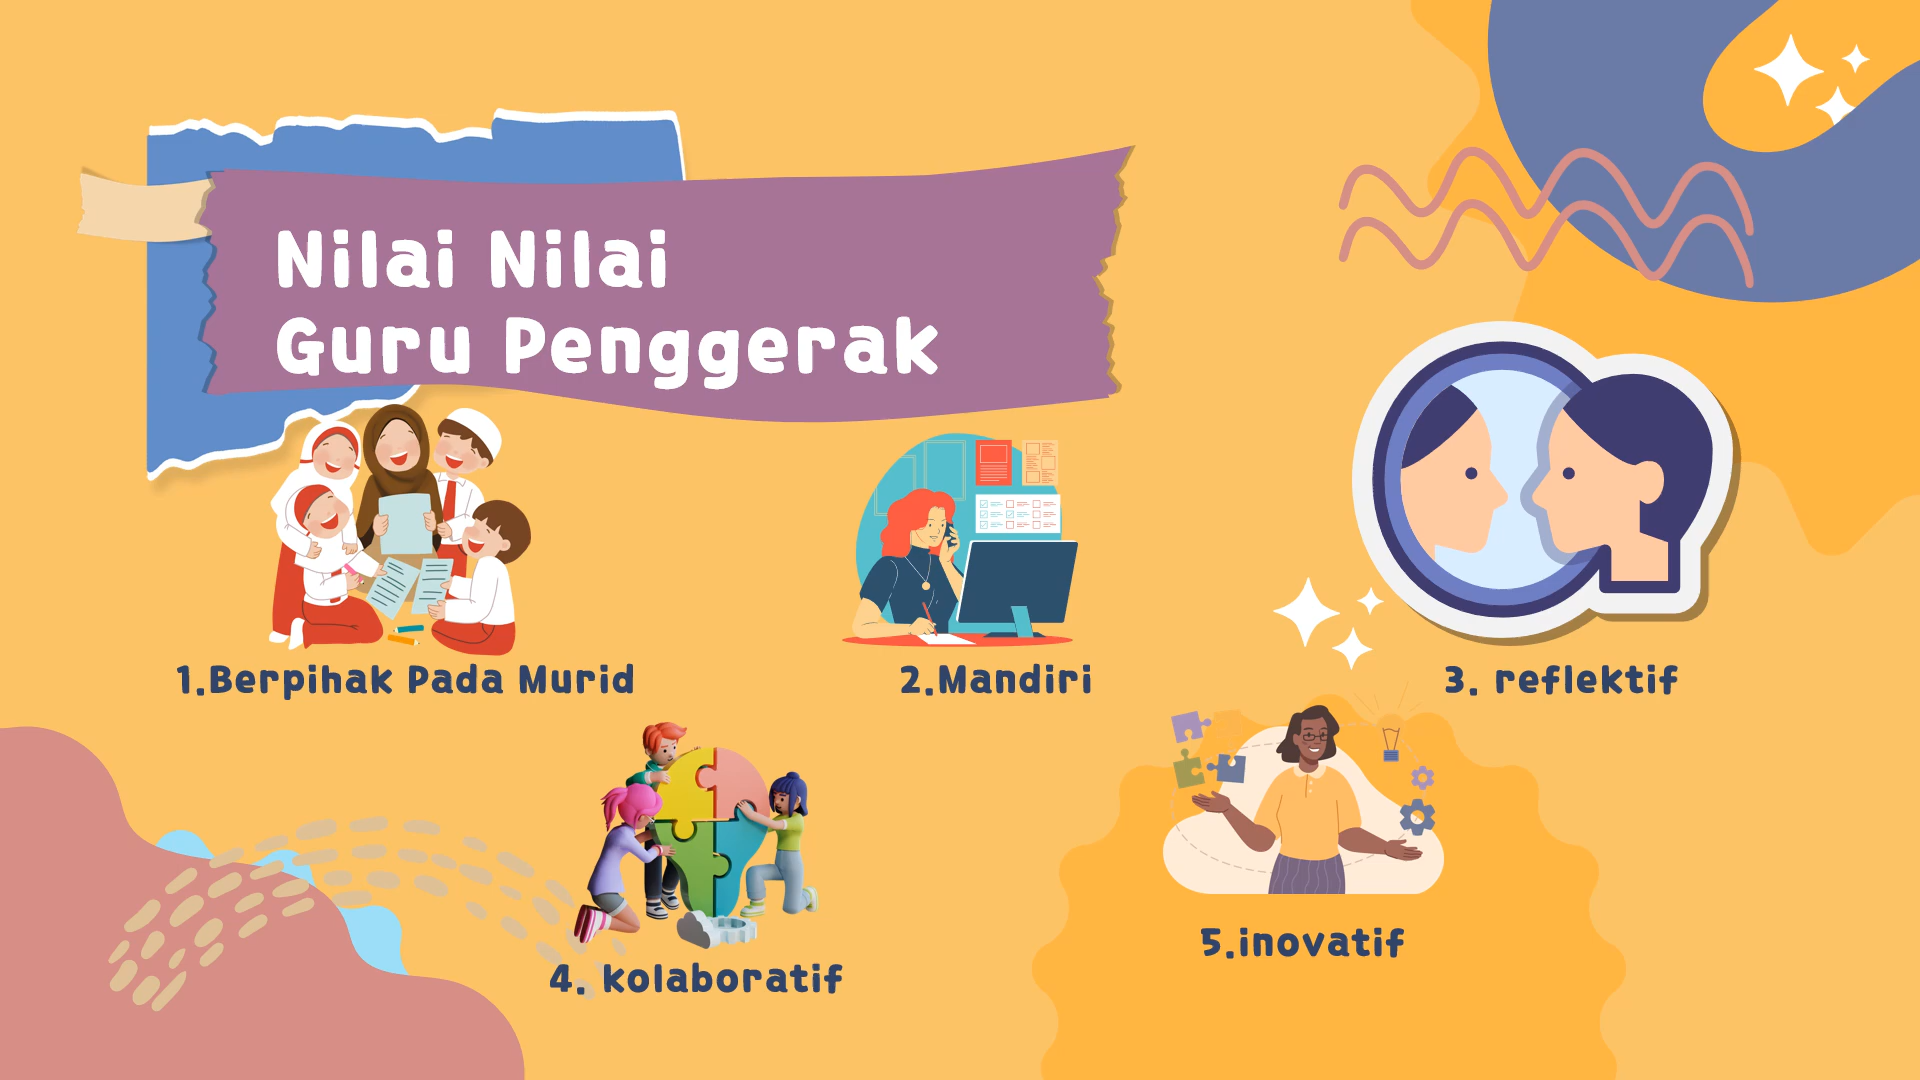 Nilai Nilai
Guru Penggerak
1.Berpihak Pada Murid
2.Mandiri
3. reflektif
4. kolaboratif
5.inovatif